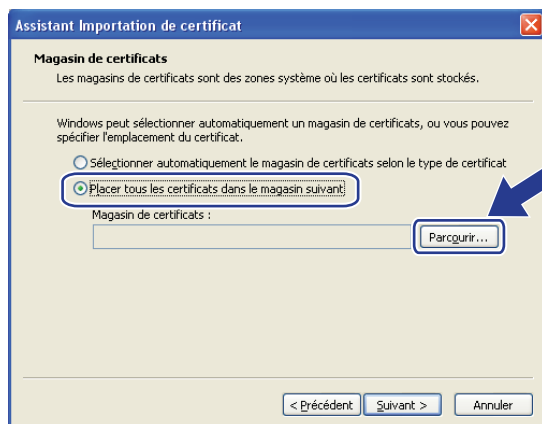 Assistant Importation de certificat
Magasin de certificats
Les magasins de certificats sont des zones système où les certificats sont stockés.
Windows peut sélectionner automatiquement un magasin de certificats, ou vous pouvez
spécifier l'emplacement du certificat.
Sélectionner automatiquement le magasin de certificats selon le type de certificat
Placer tous les certificats dans le magasin suivant
Magasin de certificats :
Parcourir...
< Précédent
Suivant >
Annuler